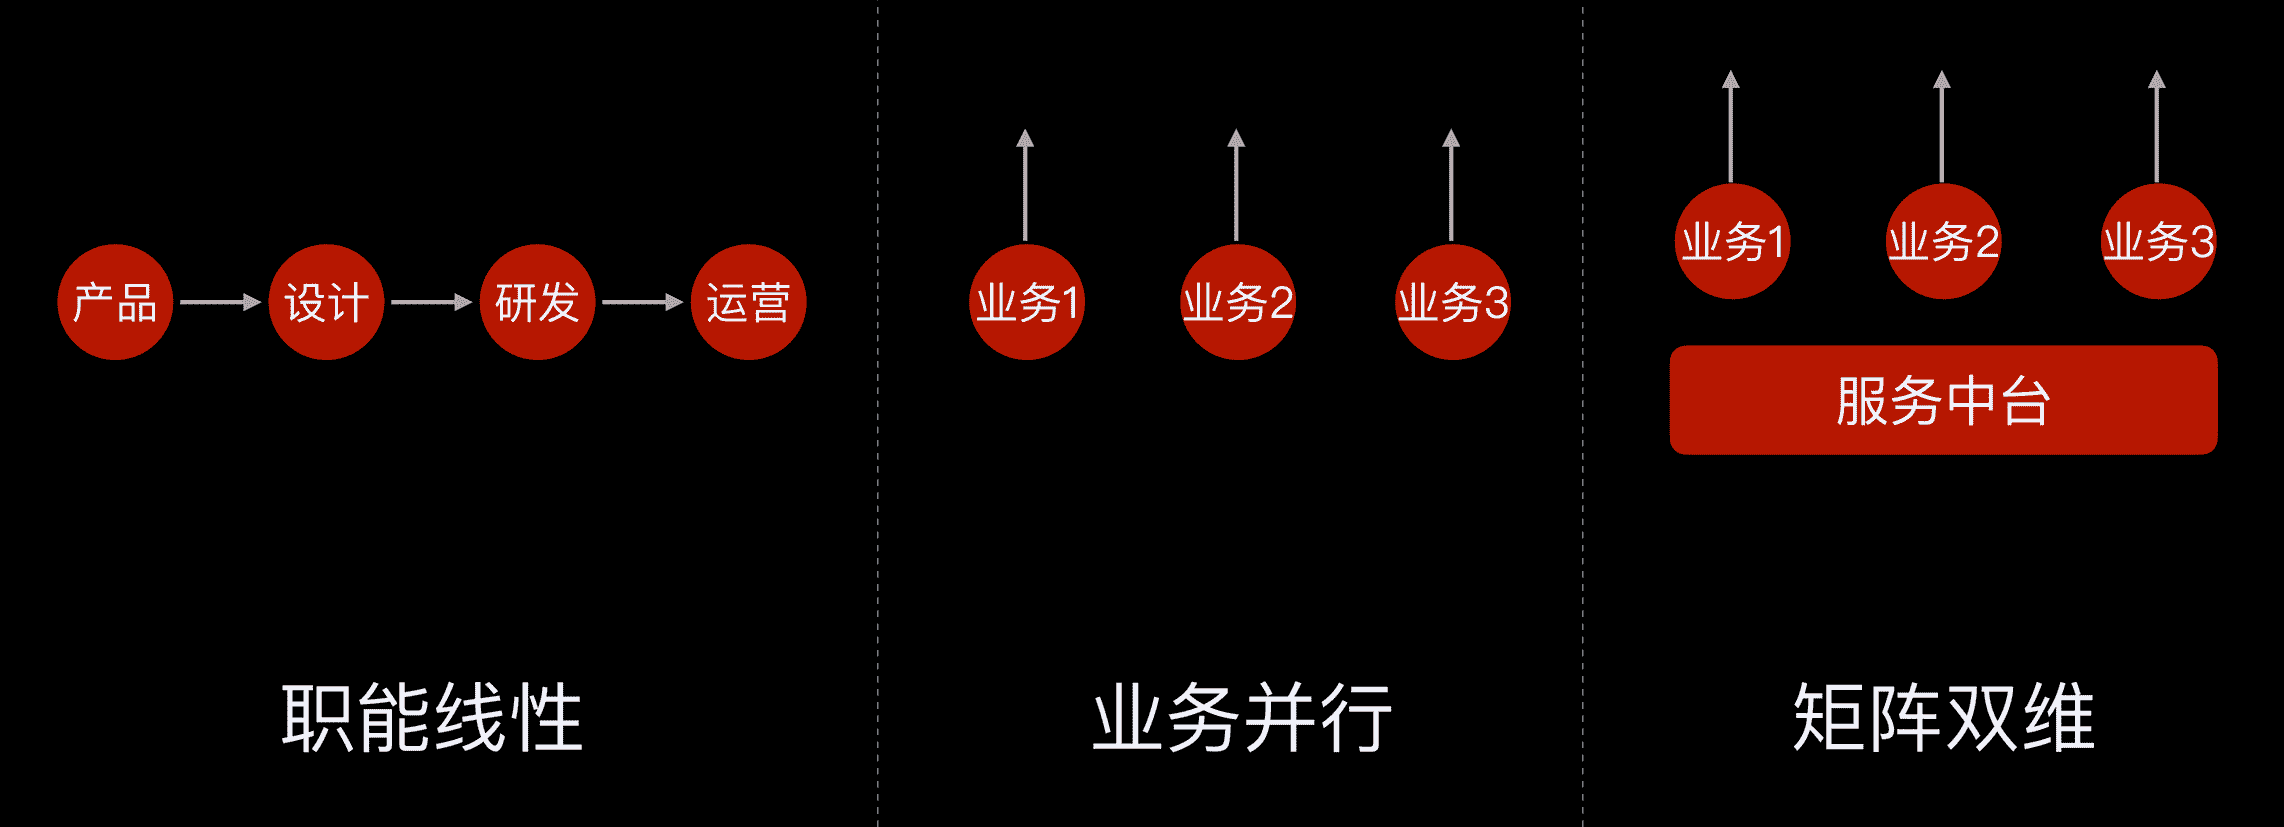 产品
设计
研发
运营
职能线性
业务1
业务2
业务3
业务并行
业务1
业务2
业务3
服务中台
矩阵双维